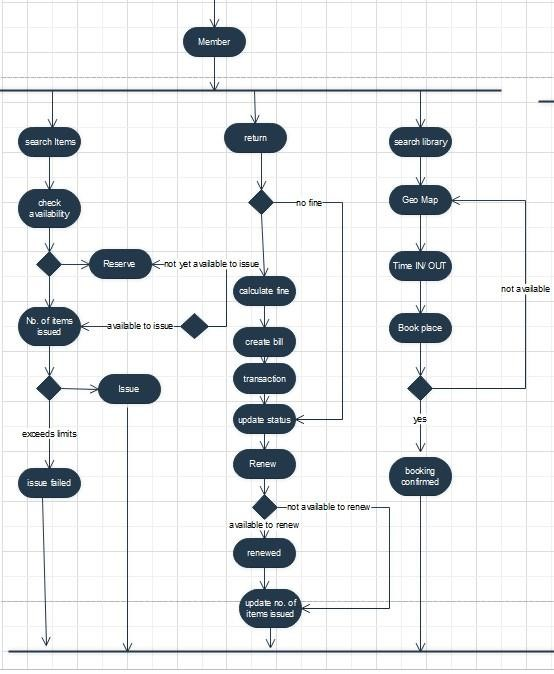 Member
search Items
check
availability
Reserve
not yet available to issue
No. of items
issued
available to issue
Issue
exceeds limits
issue failed
return
no fine
calculate fine
create bill
transaction
update status
Renew
not available to renew
available to renew
renewed
update no. of
items issued
search library
Geo Map
Time IN/ OUT
not available
Book place
yes
booking
confirmed